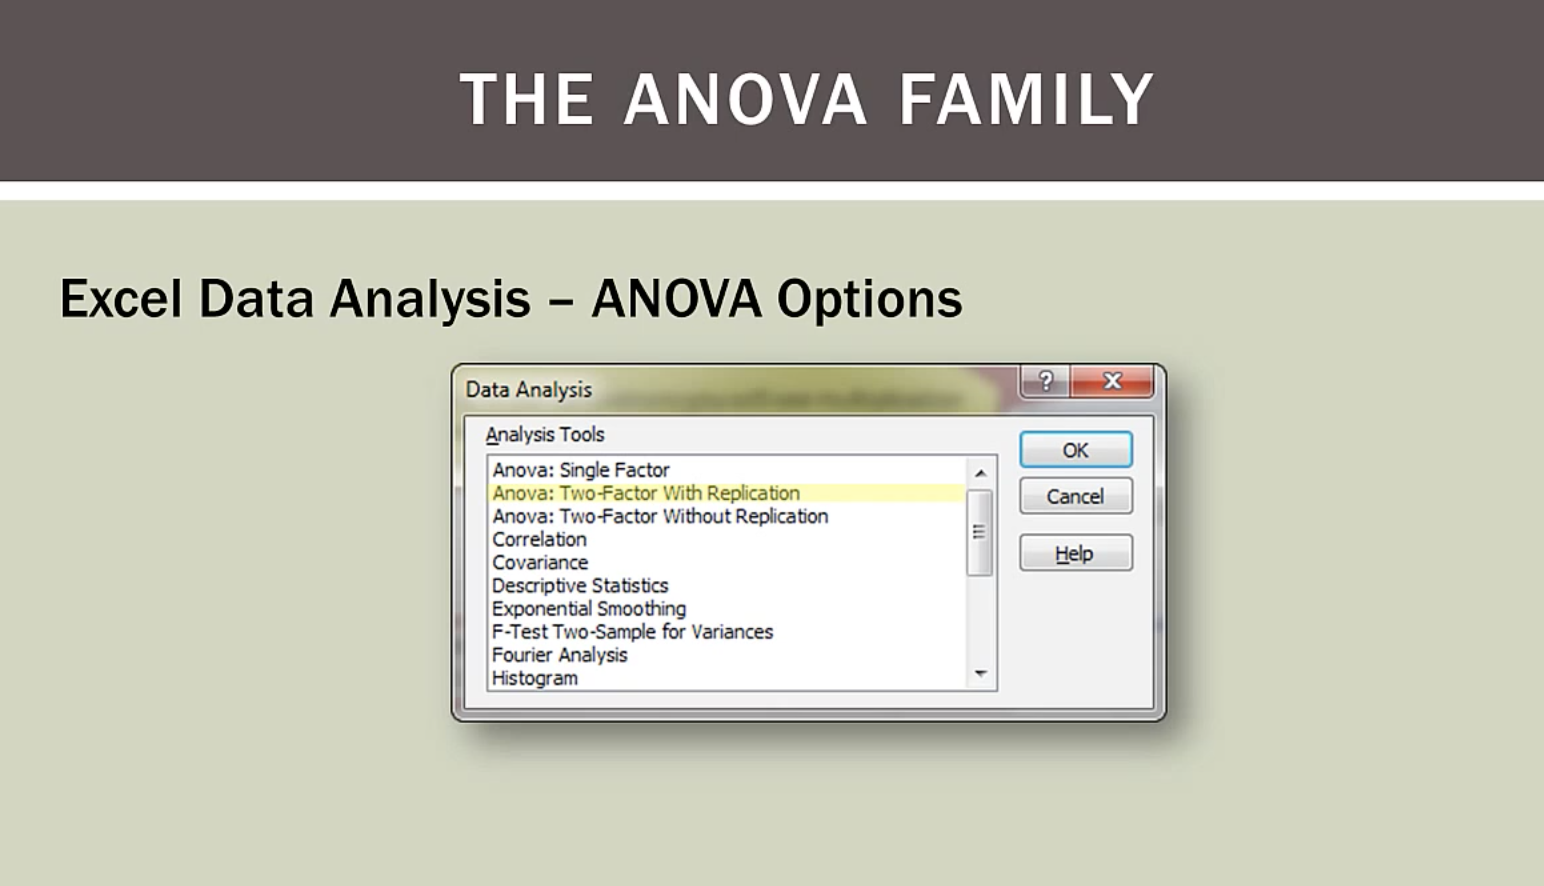 THE ANOVA FAMILY
Excel Data Analysis – ANOVA Options
Data Analysis
Analysis Tools
Anova: Single Factor
Anova: Two-Factor With Replication
Anova: Two-Factor Without Replication
Correlation
Covariance
Descriptive Statistics
Exponential Smoothing
F-Test Two-Sample for Variances
Fourier Analysis
Histogram
OK
Cancel
Help